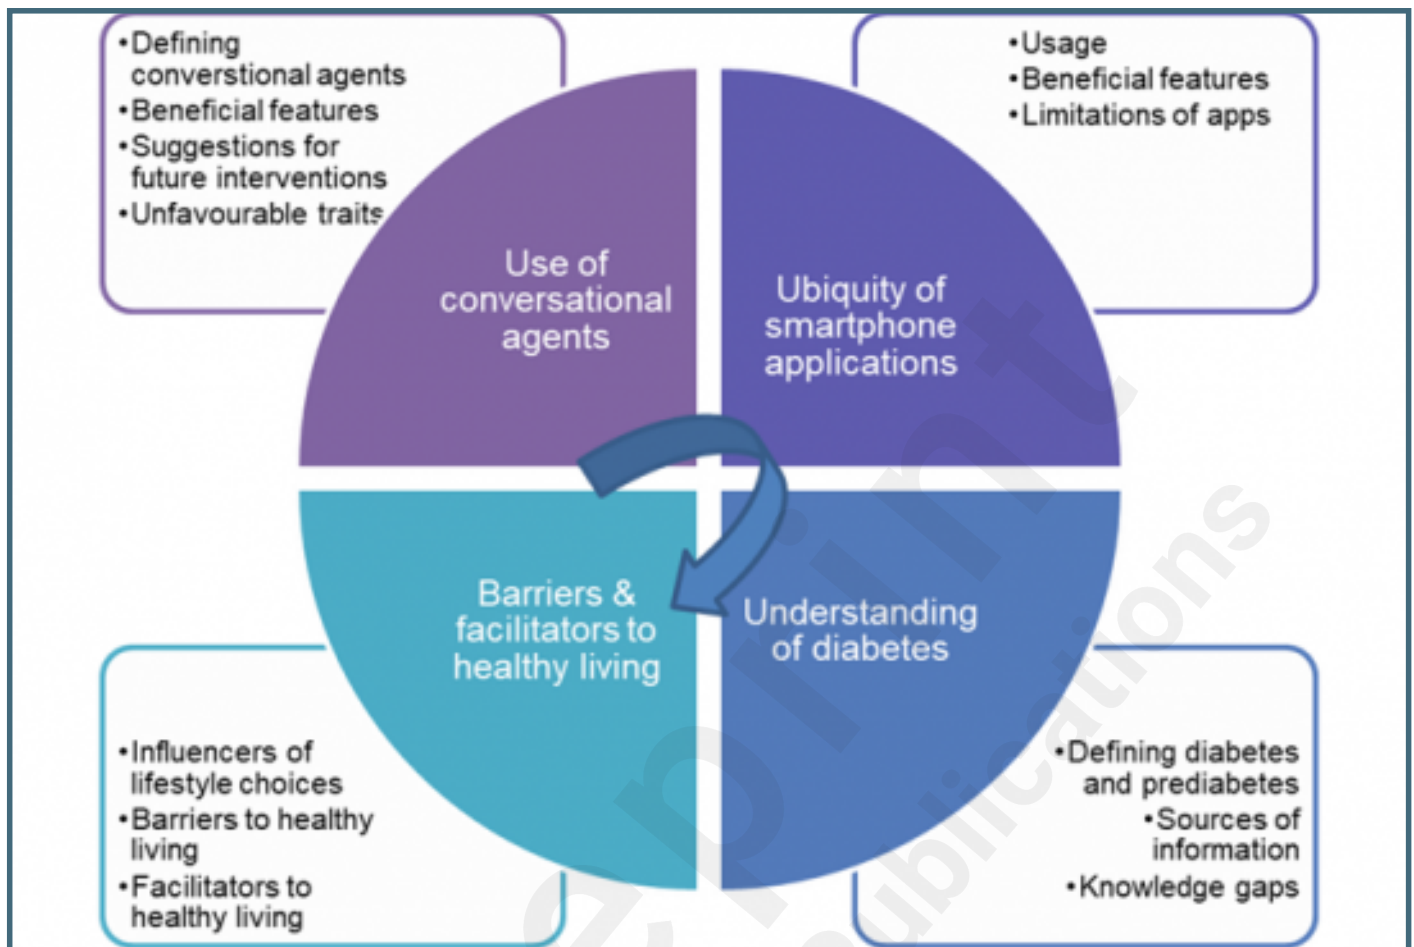 •Defining
converstional agents
•Beneficial features
•Suggestions for
future interventions
•Unfavourable traits
•Usage
•Beneficial features
•Limitations of apps
Use of
conversational
agents
Ubiquity of
smartphone
applications
Barriers &
facilitators to
healthy living
Understanding
of diabetes
•Influencers of
lifestyle choices
•Barriers to healthy
living
•Facilitators to
healthy living
•Defining diabetes
and prediabetes
•Sources of
information
•Knowledge gaps